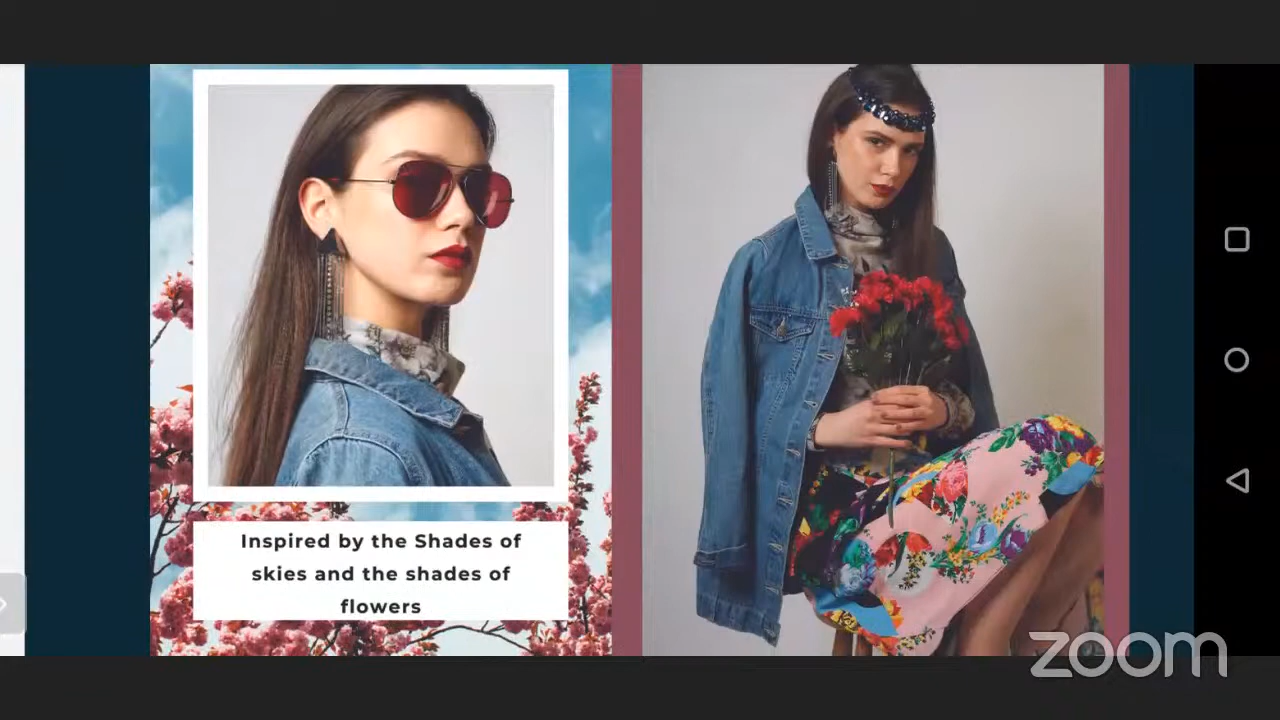 Inspired by the Shades of
skies and the shades of
flowers
zoom